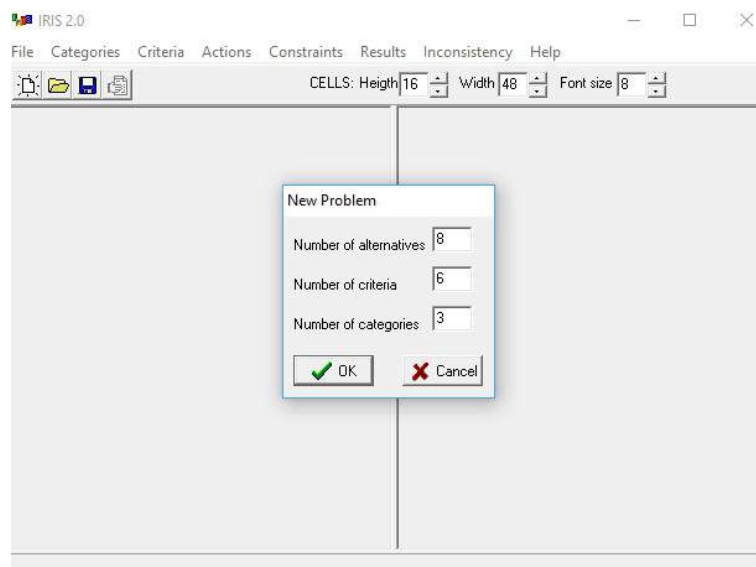 IRIS 2.0
File Categories Criteria Actions Constraints Results Inconsistency Help
CELLS: Heigth 16 Width 48 Font size 8
New Problem
Number of alternatives 8
Number of criteria 6
Number of categories 3
OK Cancel